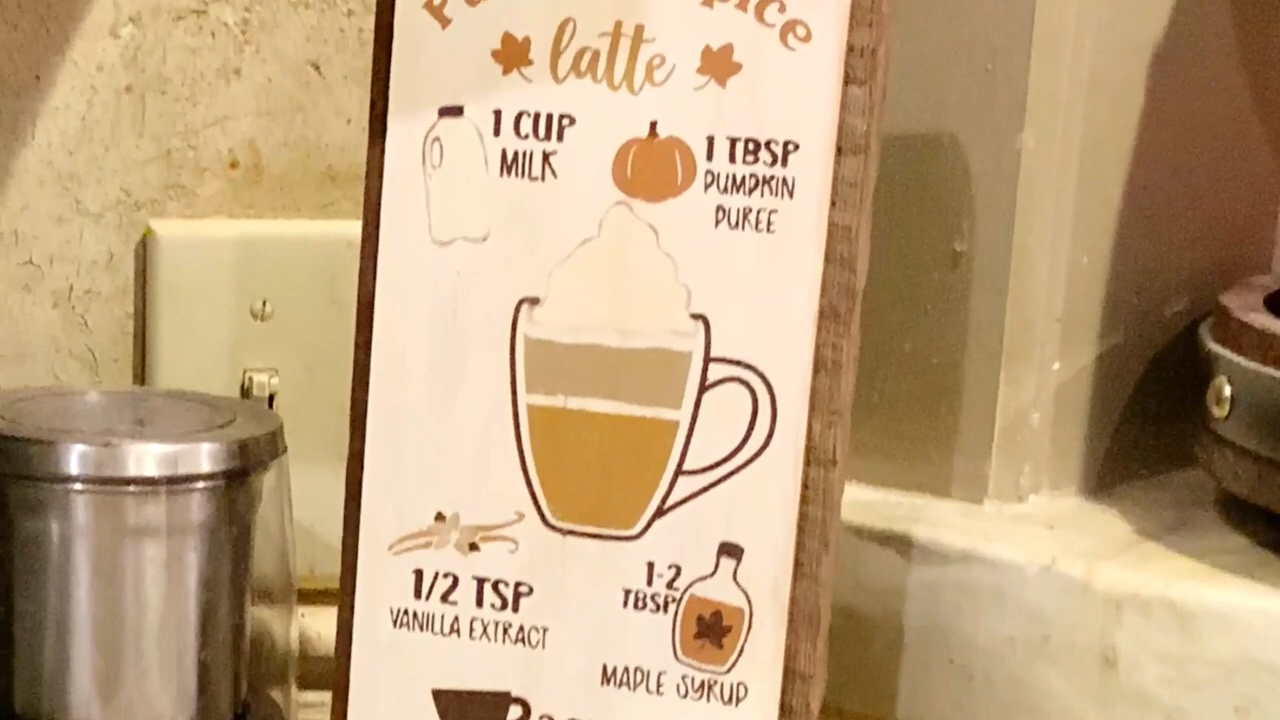 latte
1 CUP
MILK
1 TBSP
PUMPKIN
PUREE
1/2 TSP
VANILLA EXTRACT
1-2
TBSP
MAPLE SYRUP